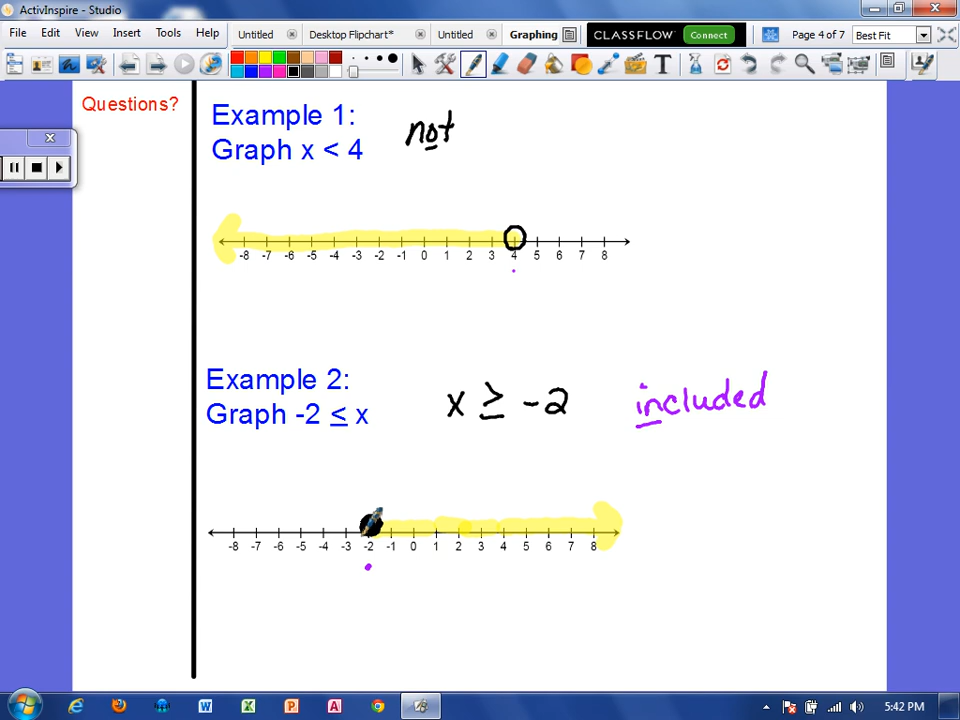 ActivInspire - Studio
File Edit View Insert Tools Help Untitled Desktop Flipchart* Untitled Graphing CLASSFLOW Connect Page 4 of 7 Best Fit
Questions?
Example 1:
Graph x < 4
not
-8 -7 -6 -5 -4 -3 -2 -1 0 1 2 3 4 5 6 7 8
Example 2:
Graph -2 ≤ x
x ≥ -2
included
-8 -7 -6 -5 -4 -3 -2 -1 0 1 2 3 4 5 6 7 8
5:42 PM